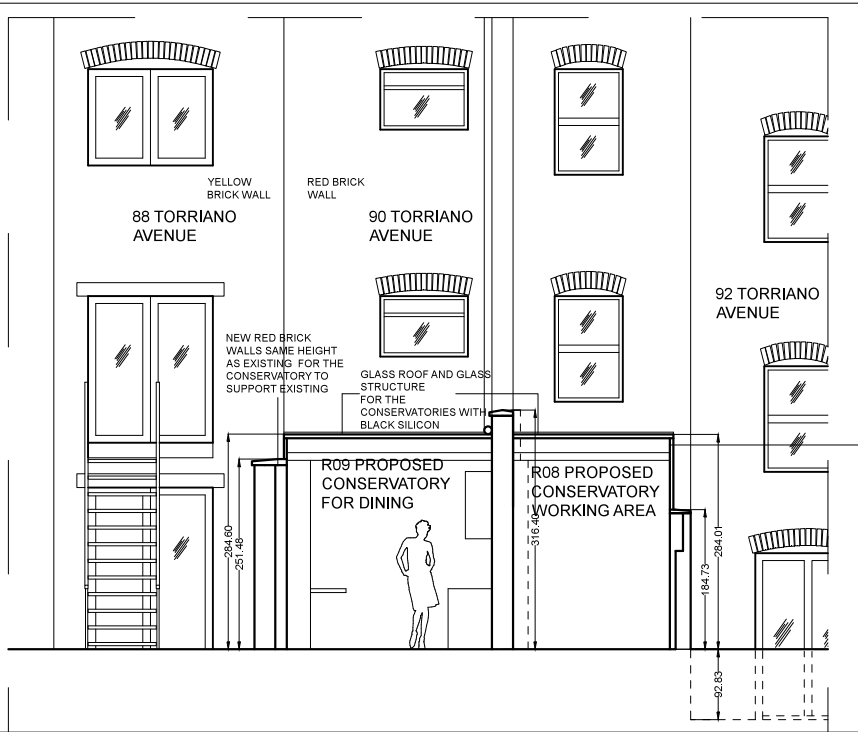 YELLOW
BRICK WALL
RED BRICK
WALL
88 TORRIANO
AVENUE
90 TORRIANO
AVENUE
92 TORRIANO
AVENUE
NEW RED BRICK
WALLS SAME HEIGHT
AS EXISTING FOR THE
CONSERVATORY TO
SUPPORT EXISTING
GLASS ROOF AND GLASS
STRUCTURE
FOR THE
CONSERVATORIES WITH
BLACK SILICON
R09 PROPOSED
CONSERVATORY
FOR DINING
R08 PROPOSED
CONSERVATORY
WORKING AREA
284.60
251.48
316.40
184.73
284.01
92.83